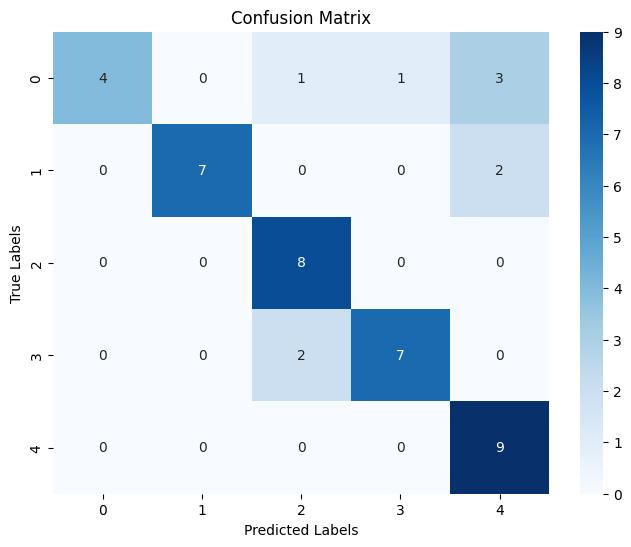 Confusion Matrix
True Labels
0 4 0 1 1 3
1 0 7 0 0 2
2 0 0 8 0 0
3 0 0 2 7 0
4 0 0 0 0 9
0 1 2 3 4
Predicted Labels
9
8
7
6
5
4
3
2
1
0